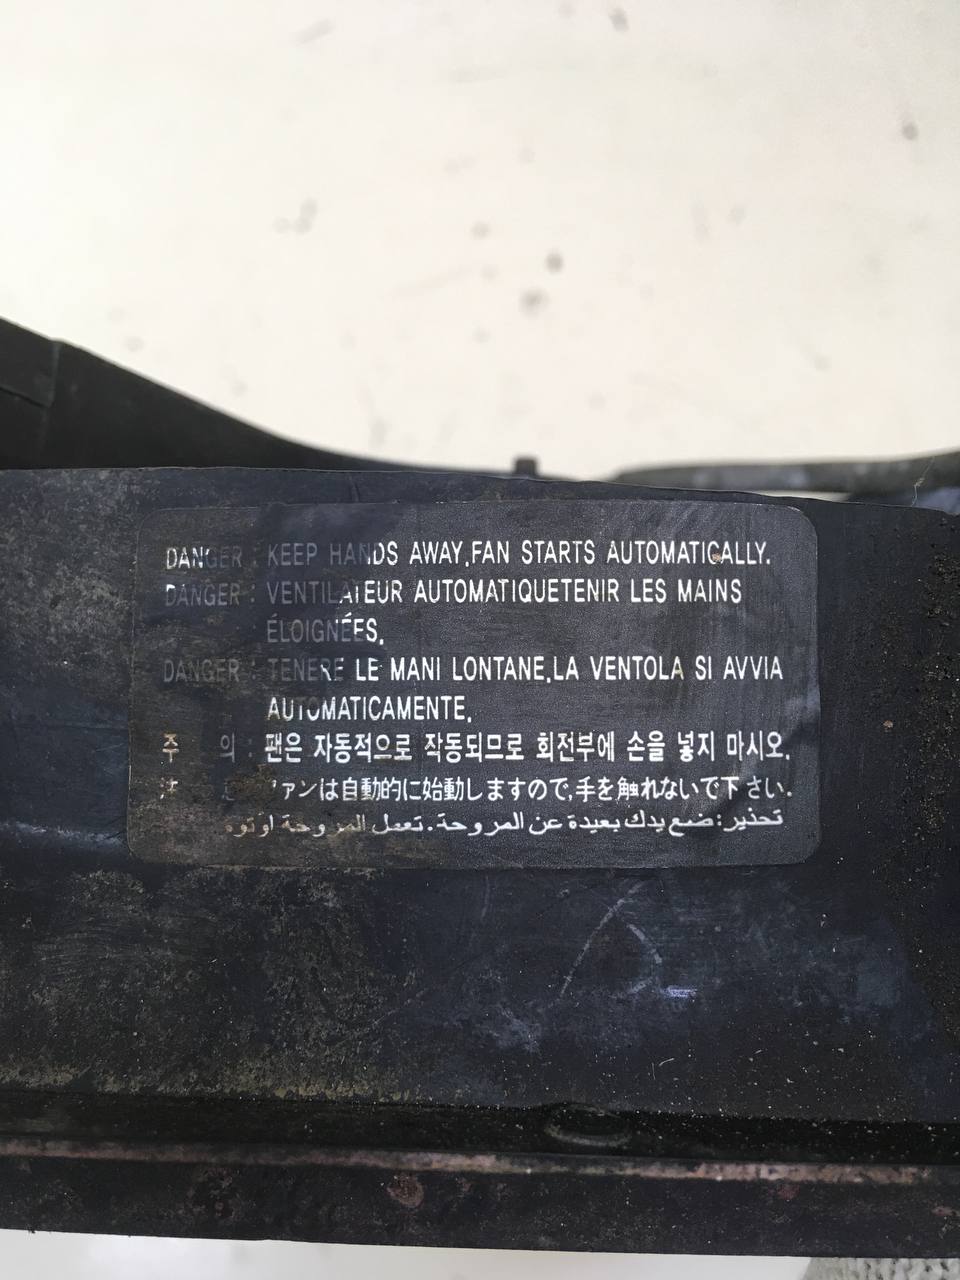 DANGER : KEEP HANDS AWAY,FAN STARTS AUTOMATICALLY.
DANGER : VENTILATEUR AUTOMATIQUETENIR LES MAINS
ÉLOIGNÉES,
DANGER : TENERE LE MANI LONTANE,LA VENTOLA SI AVVIA
AUTOMATICAMENTE,
주 의 : 팬은 자동적으로 작동되므로 회전부에 손을 넣지 마시오.
ファンは自動的に始動しますので,手を触れないで下さい.
تحذير: ضع يدك بعيدة عن المروحة. تعمل المروحة